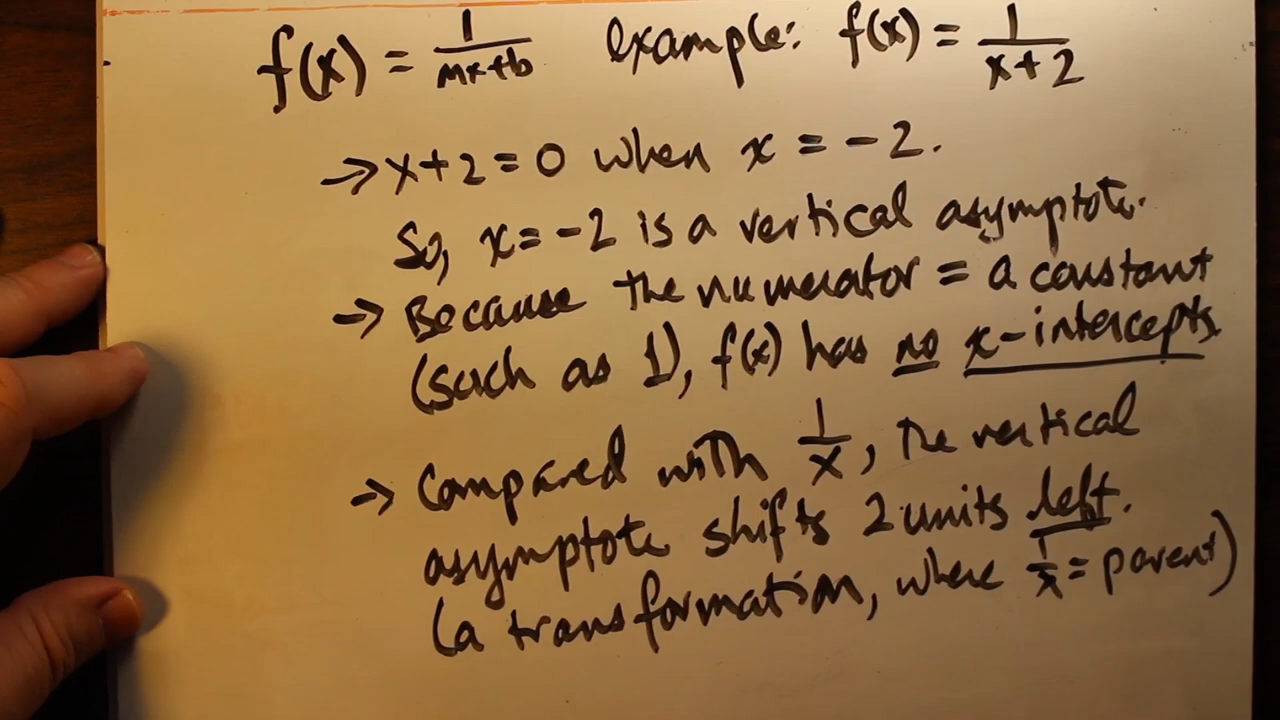 f(x) = 1/(mx+b) example: f(x) = 1/(x+2)
→ x+2=0 when x = -2.
So, x=-2 is a vertical asymptote.
→ Because the numerator = a constant
(such as 1), f(x) has no x-intercepts
→ Compared with 1/x, the vertical
asymptote shifts 2 units left.
(a transformation, where 1/x = parent)